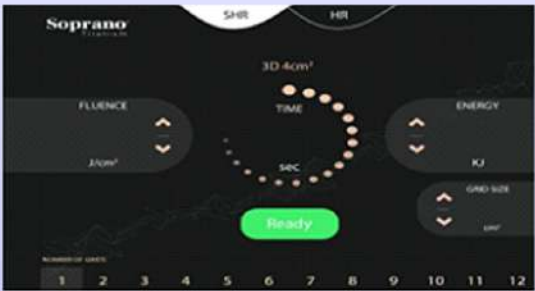 SHR HR
Soprano
Titanium
3D 4cm²
FLUENCE TIME ENERGY
J/cm² sec KJ
GRID SIZE
cm²
Ready
NUMBER OF GRIDS
1 2 3 4 5 6 7 8 9 10 11 12